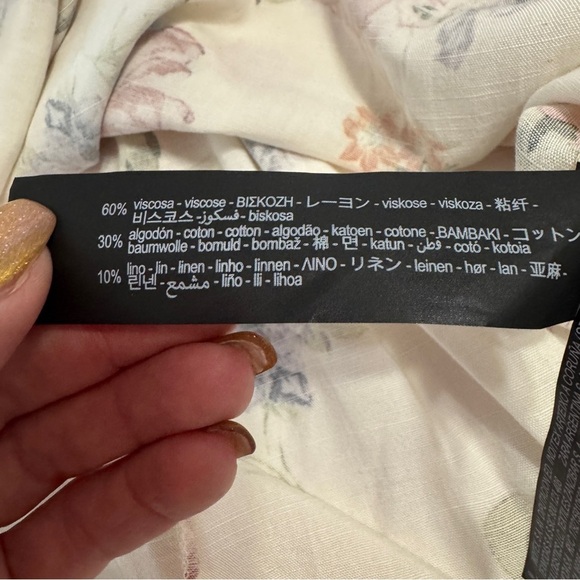 60% viscosa - viscose - ΒΙΣΚΟΖΗ - レーヨン - viskose - viskoza - 粘纤 -
비스코스 - فسكوز - biskosa
30% algodón - coton - cotton - algodão - katoen - cotone - BAMBAKI - コットン
baumwolle - bomuld - bombaž - 棉 - 면 - katun - قطن - cotó - kotoia
10% lino - lin - linen - linho - linnen - ΛΙΝΟ - リネン - leinen - hør - lan - 亚麻-
린넨 - مشمع - liño - lli - lihoa